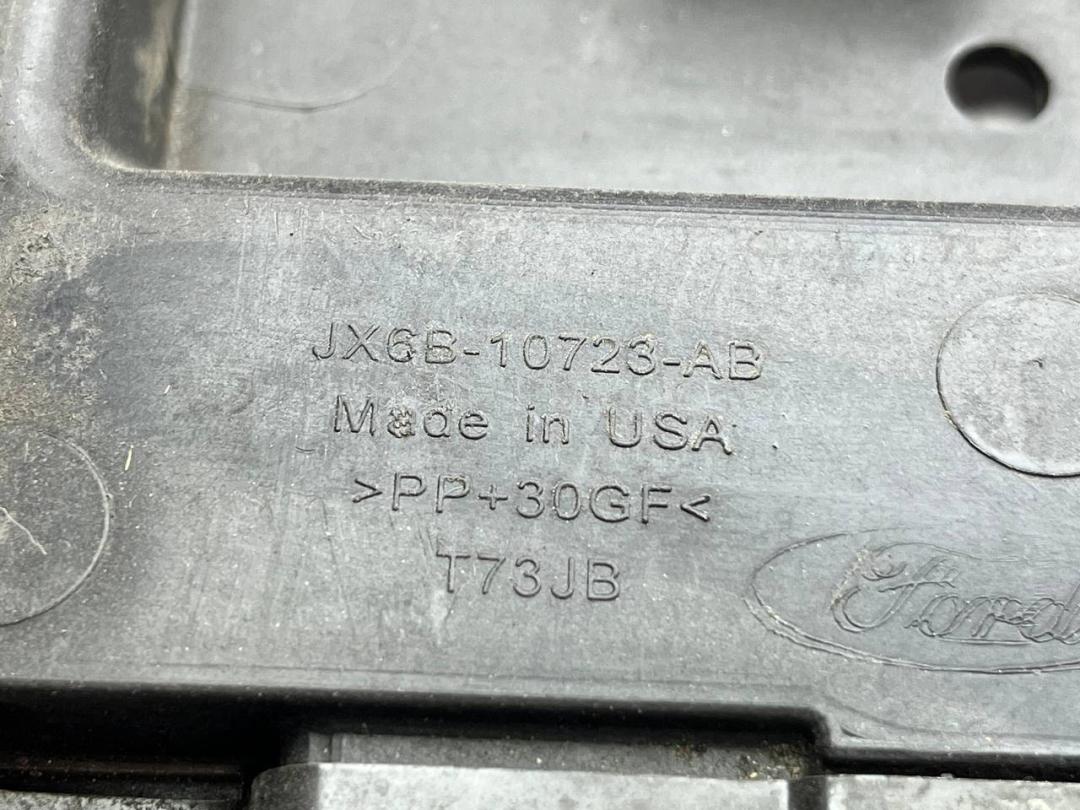 JX6B-10723-AB
Made in USA
>PP+30GF<
T73JB
Ford